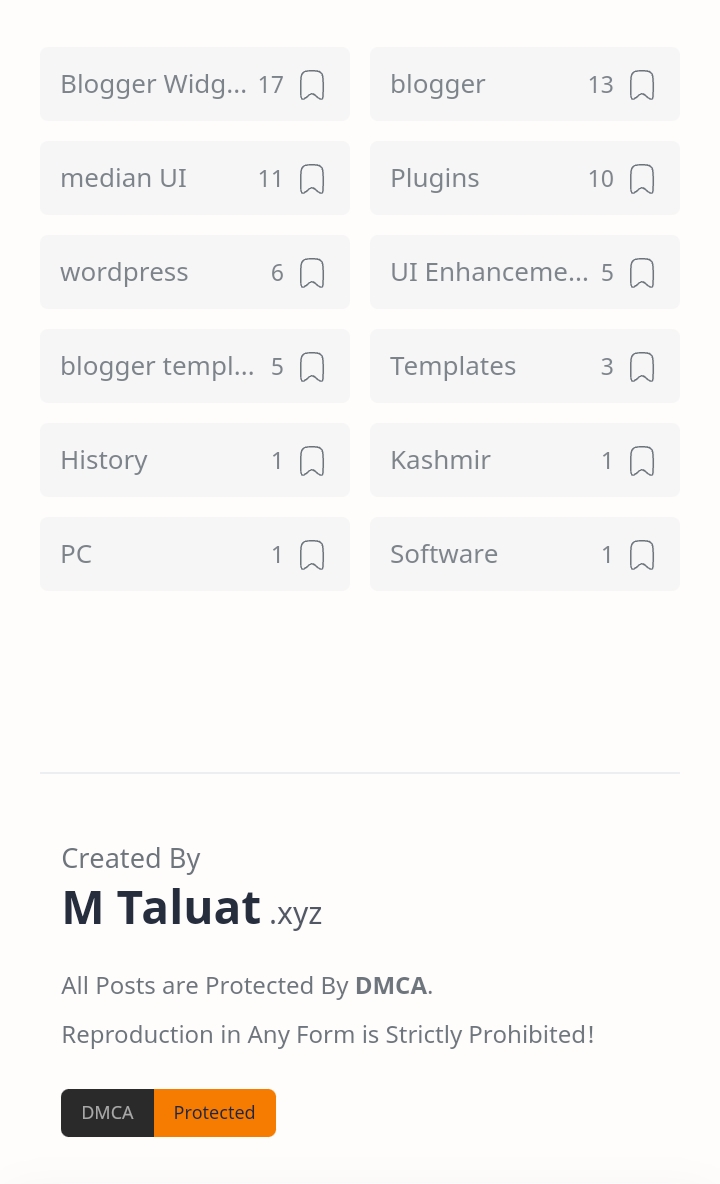 Blogger Widg... 17
blogger 13
median UI 11
Plugins 10
wordpress 6
UI Enhanceme... 5
blogger templ... 5
Templates 3
History 1
Kashmir 1
PC 1
Software 1
Created By
M Taluat .xyz
All Posts are Protected By DMCA.
Reproduction in Any Form is Strictly Prohibited!
DMCA Protected